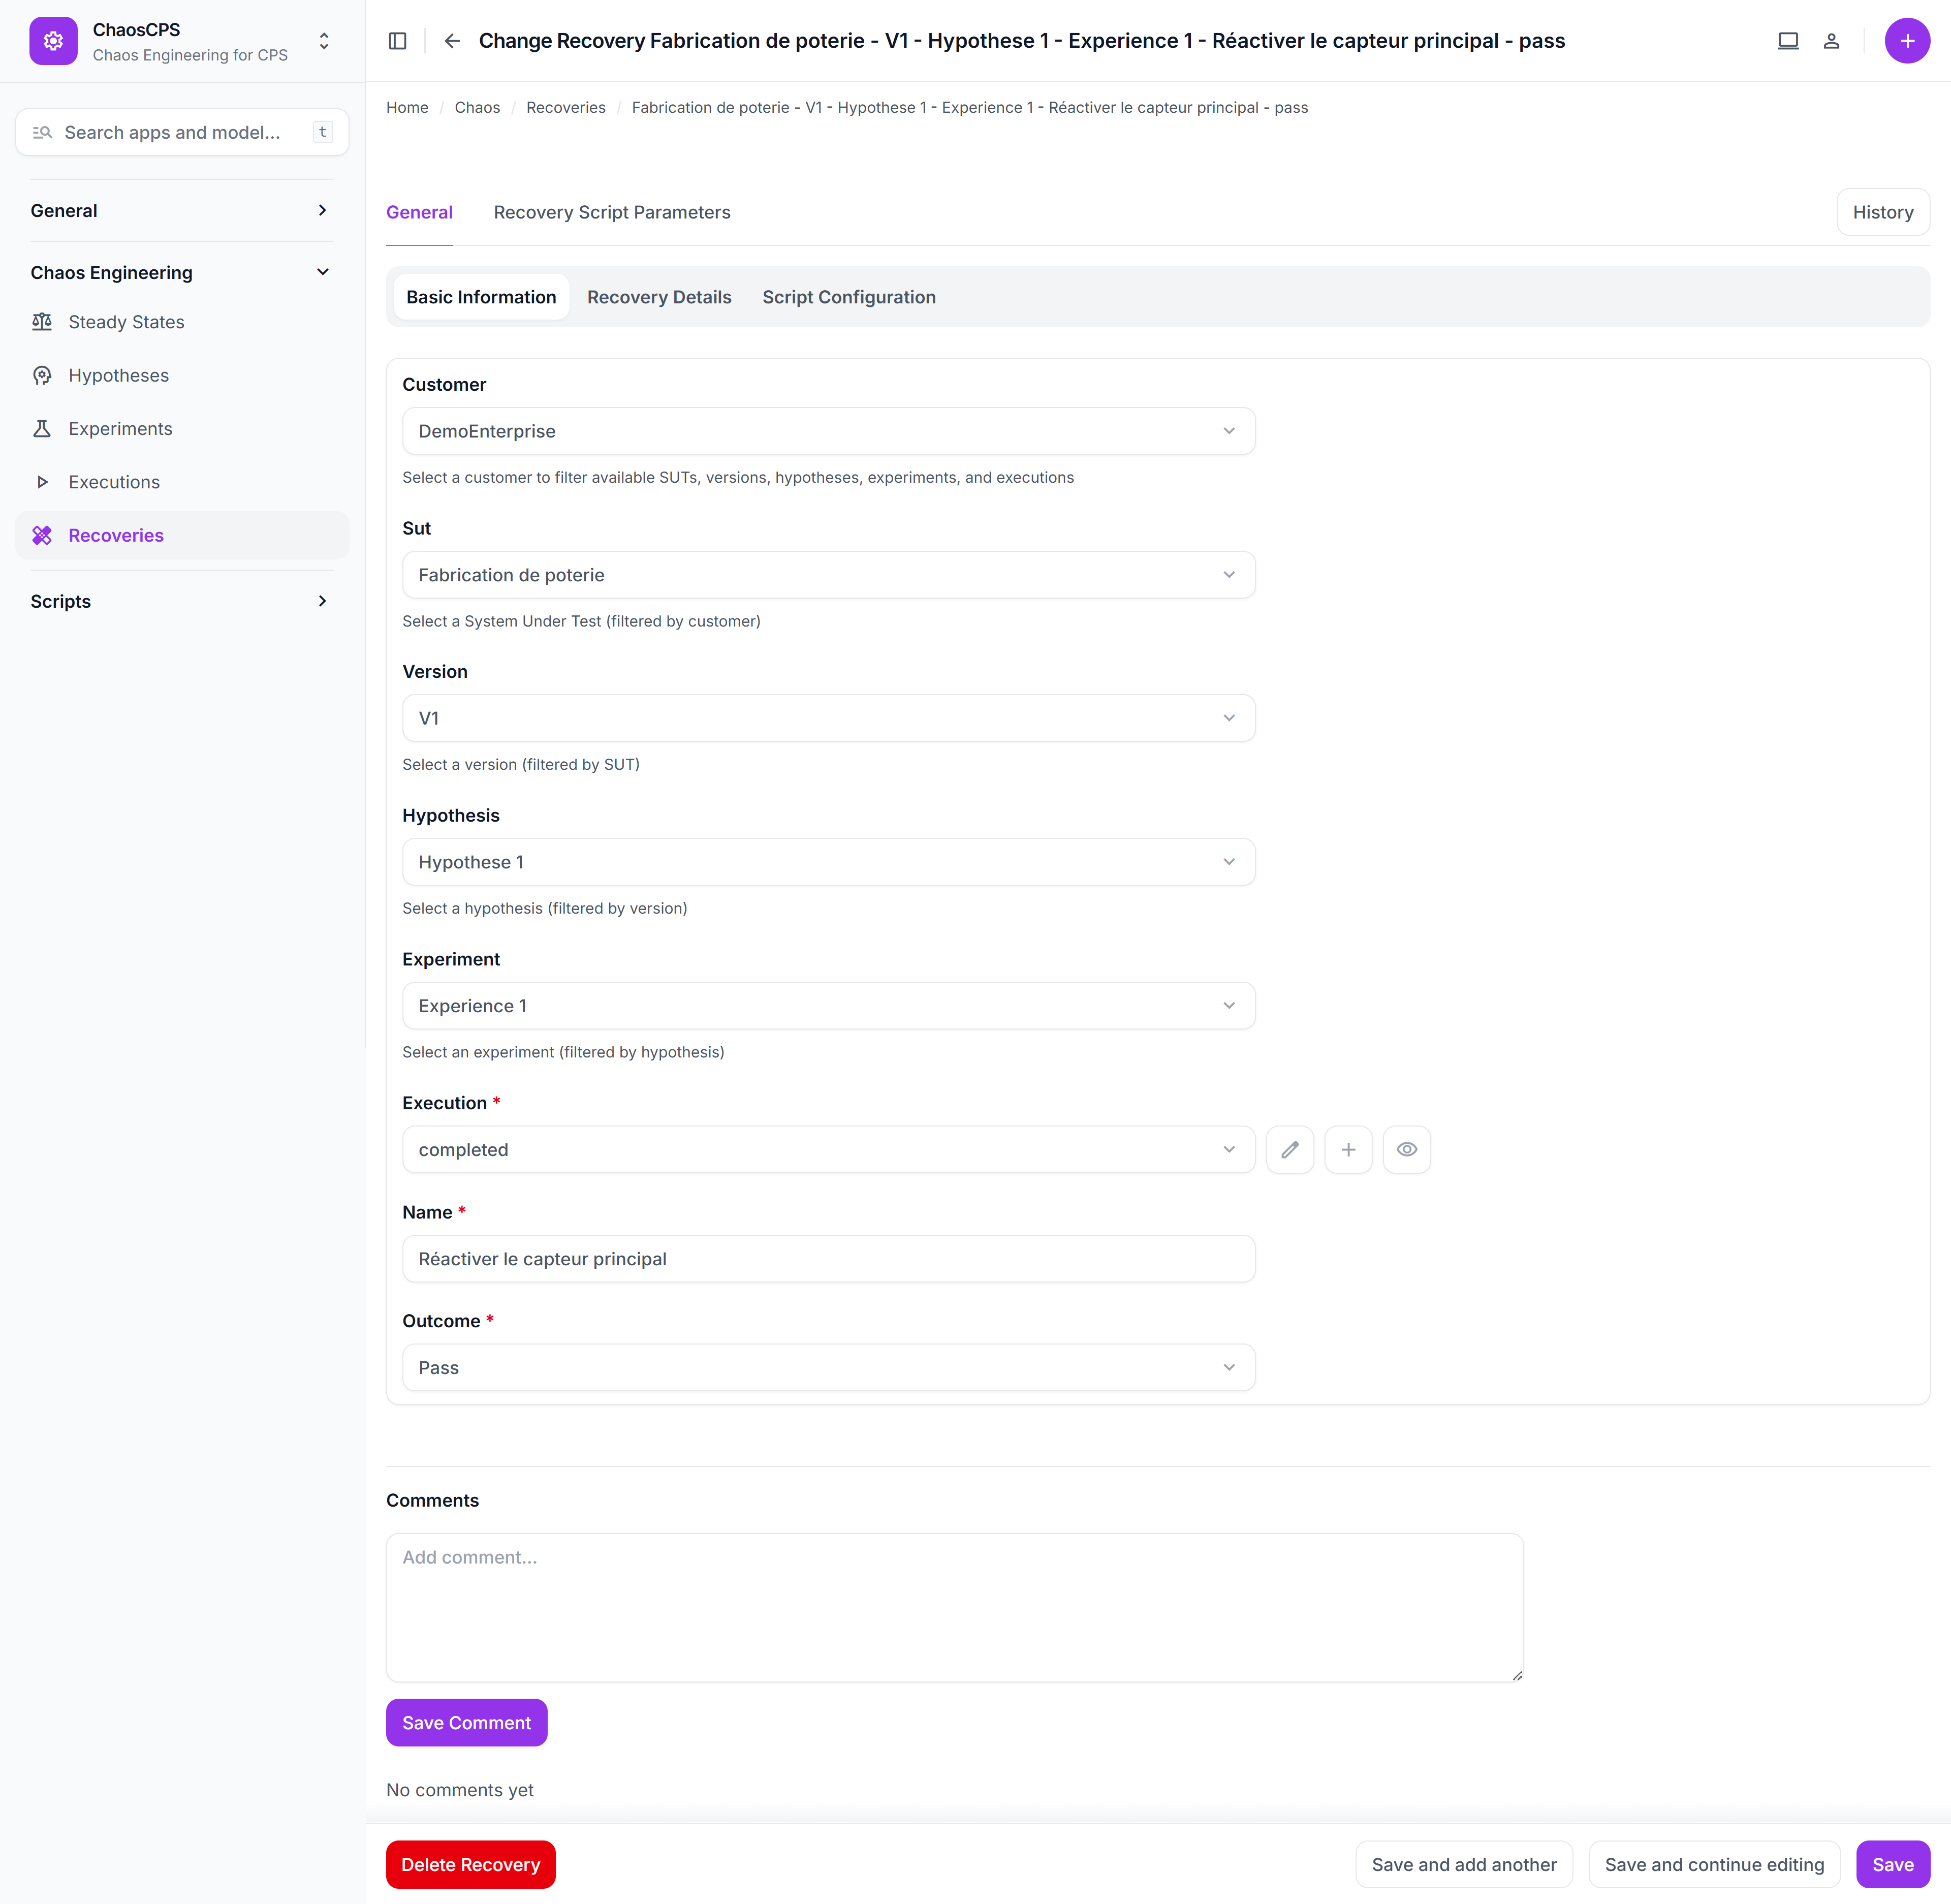 ChaosCPS
Chaos Engineering for CPS
Search apps and model...
t
General
Chaos Engineering
Steady States
Hypotheses
Experiments
Executions
Recoveries
Scripts
Change Recovery Fabrication de poterie - V1 - Hypothese 1 - Experience 1 - Réactiver le capteur principal - pass
Home / Chaos / Recoveries / Fabrication de poterie - V1 - Hypothese 1 - Experience 1 - Réactiver le capteur principal - pass
General
Recovery Script Parameters
History
Basic Information
Recovery Details
Script Configuration
Customer
DemoEnterprise
Select a customer to filter available SUTs, versions, hypotheses, experiments, and executions
Sut
Fabrication de poterie
Select a System Under Test (filtered by customer)
Version
V1
Select a version (filtered by SUT)
Hypothesis
Hypothese 1
Select a hypothesis (filtered by version)
Experiment
Experience 1
Select an experiment (filtered by hypothesis)
Execution *
completed
Name *
Réactiver le capteur principal
Outcome *
Pass
Comments
Add comment...
Save Comment
No comments yet
Delete Recovery
Save and add another
Save and continue editing
Save